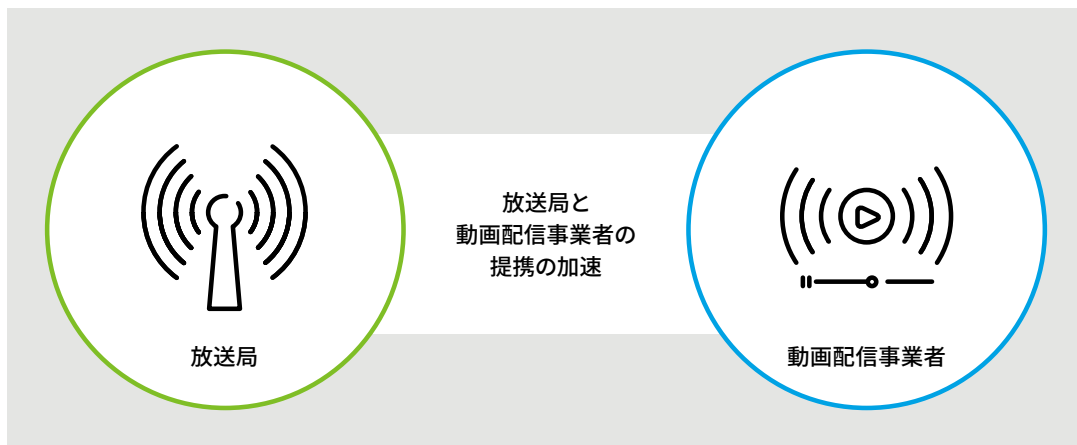 放送局と
動画配信事業者の
提携の加速
放送局
動画配信事業者